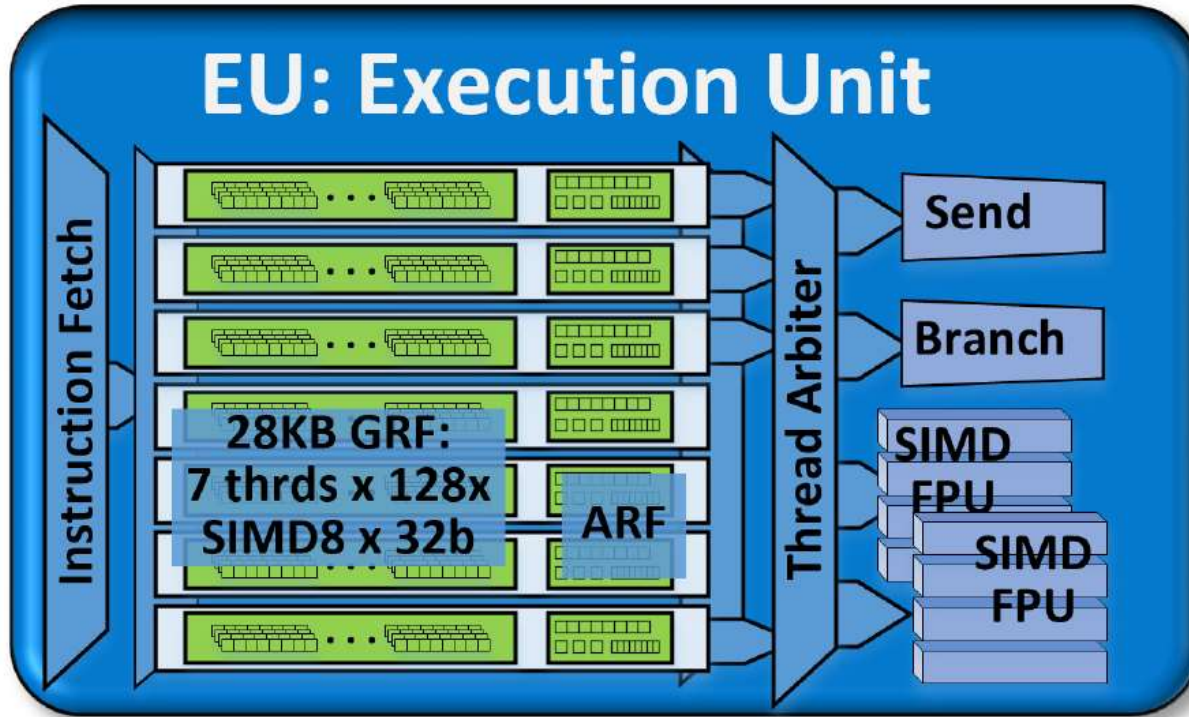 EU: Execution Unit
Instruction Fetch
28KB GRF:
7 thrds x 128x
SIMD8 x 32b
ARF
Thread Arbiter
Send
Branch
SIMD
FPU
SIMD
FPU